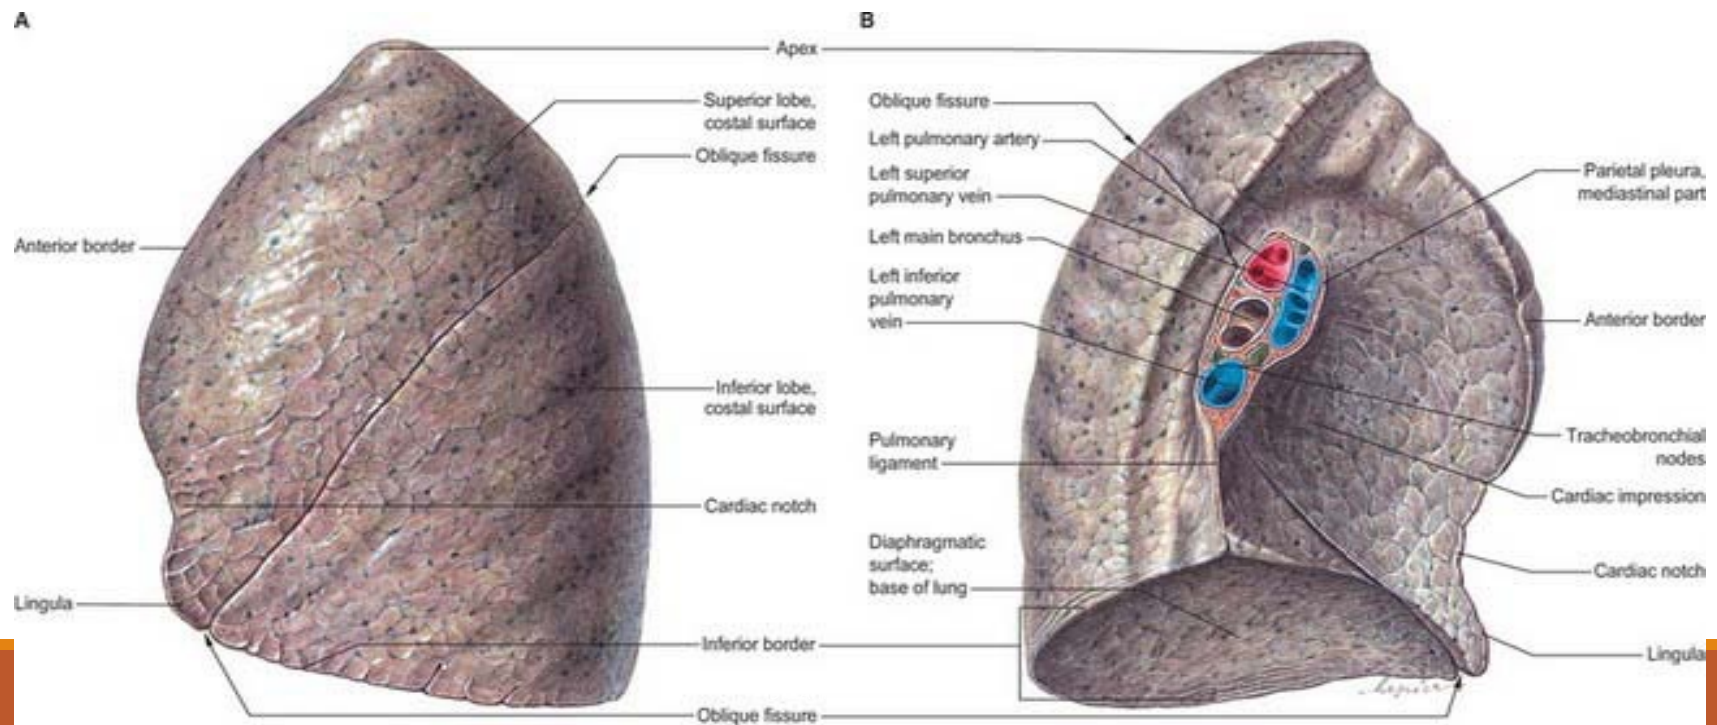 A
B
Apex
Superior lobe,
costal surface
Oblique fissure
Anterior border
Inferior lobe,
costal surface
Cardiac notch
Lingula
Inferior border
Oblique fissure
Oblique fissure
Left pulmonary artery
Left superior
pulmonary vein
Left main bronchus
Left inferior
pulmonary
vein
Pulmonary
ligament
Diaphragmatic
surface;
base of lung
Parietal pleura,
mediastinal part
Anterior border
Tracheobronchial
nodes
Cardiac impression
Cardiac notch
Lingula